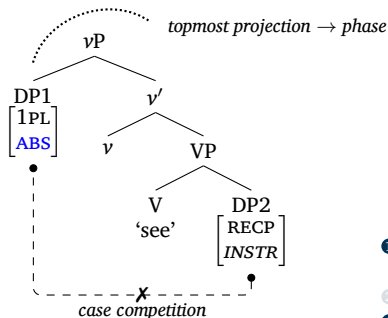 topmost projection → phase
vP
DP1 v′
1PL
ABS
v VP
V DP2
‘see’ RECP
INSTR
✗
case competition